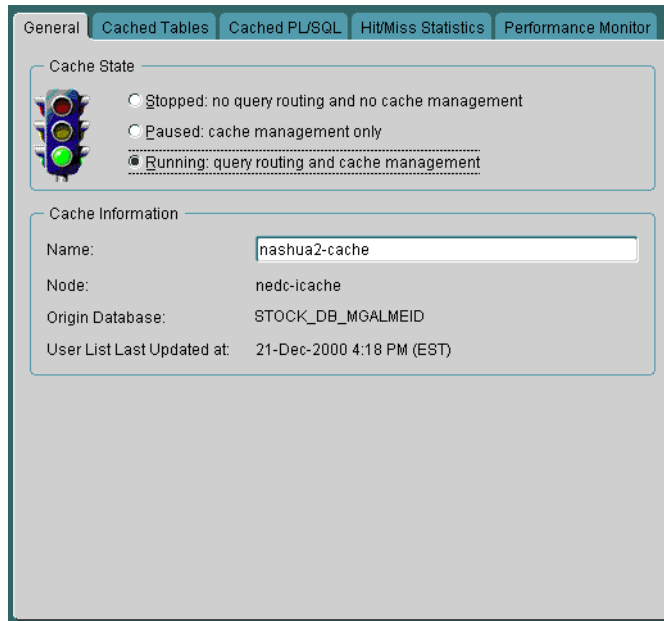 General Cached Tables Cached PL/SQL Hit/Miss Statistics Performance Monitor
Cache State
Stopped: no query routing and no cache management
Paused: cache management only
Running: query routing and cache management
Cache Information
Name: nashua2-cache
Node: nedc-icache
Origin Database: STOCK_DB_MGALMEID
User List Last Updated at: 21-Dec-2000 4:18 PM (EST)